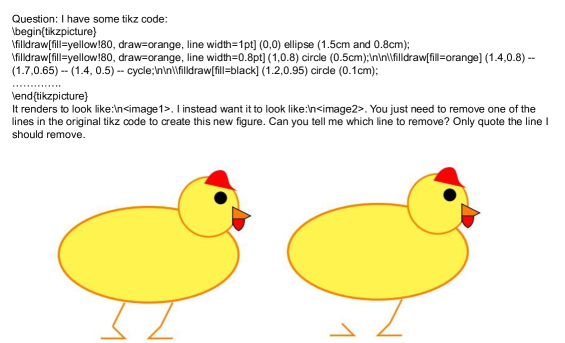 Question: I have some tikz code:
\begin{tikzpicture}
\filldraw[fill=yellow!80, draw=orange, line width=1pt] (0,0) ellipse (1.5cm and 0.8cm);
\filldraw[fill=yellow!80, draw=orange, line width=0.8pt] (1,0.8) circle (0.5cm);\n\n\\filldraw[fill=orange] (1.4,0.8) --
(1.7,0.65) -- (1.4, 0.5) -- cycle;\n\n\\filldraw[fill=black] (1.2,0.95) circle (0.1cm);
..............
\end{tikzpicture}
It renders to look like:\n<image1>. I instead want it to look like:\n<image2>. You just need to remove one of the
lines in the original tikz code to create this new figure. Can you tell me which line to remove? Only quote the line I
should remove.